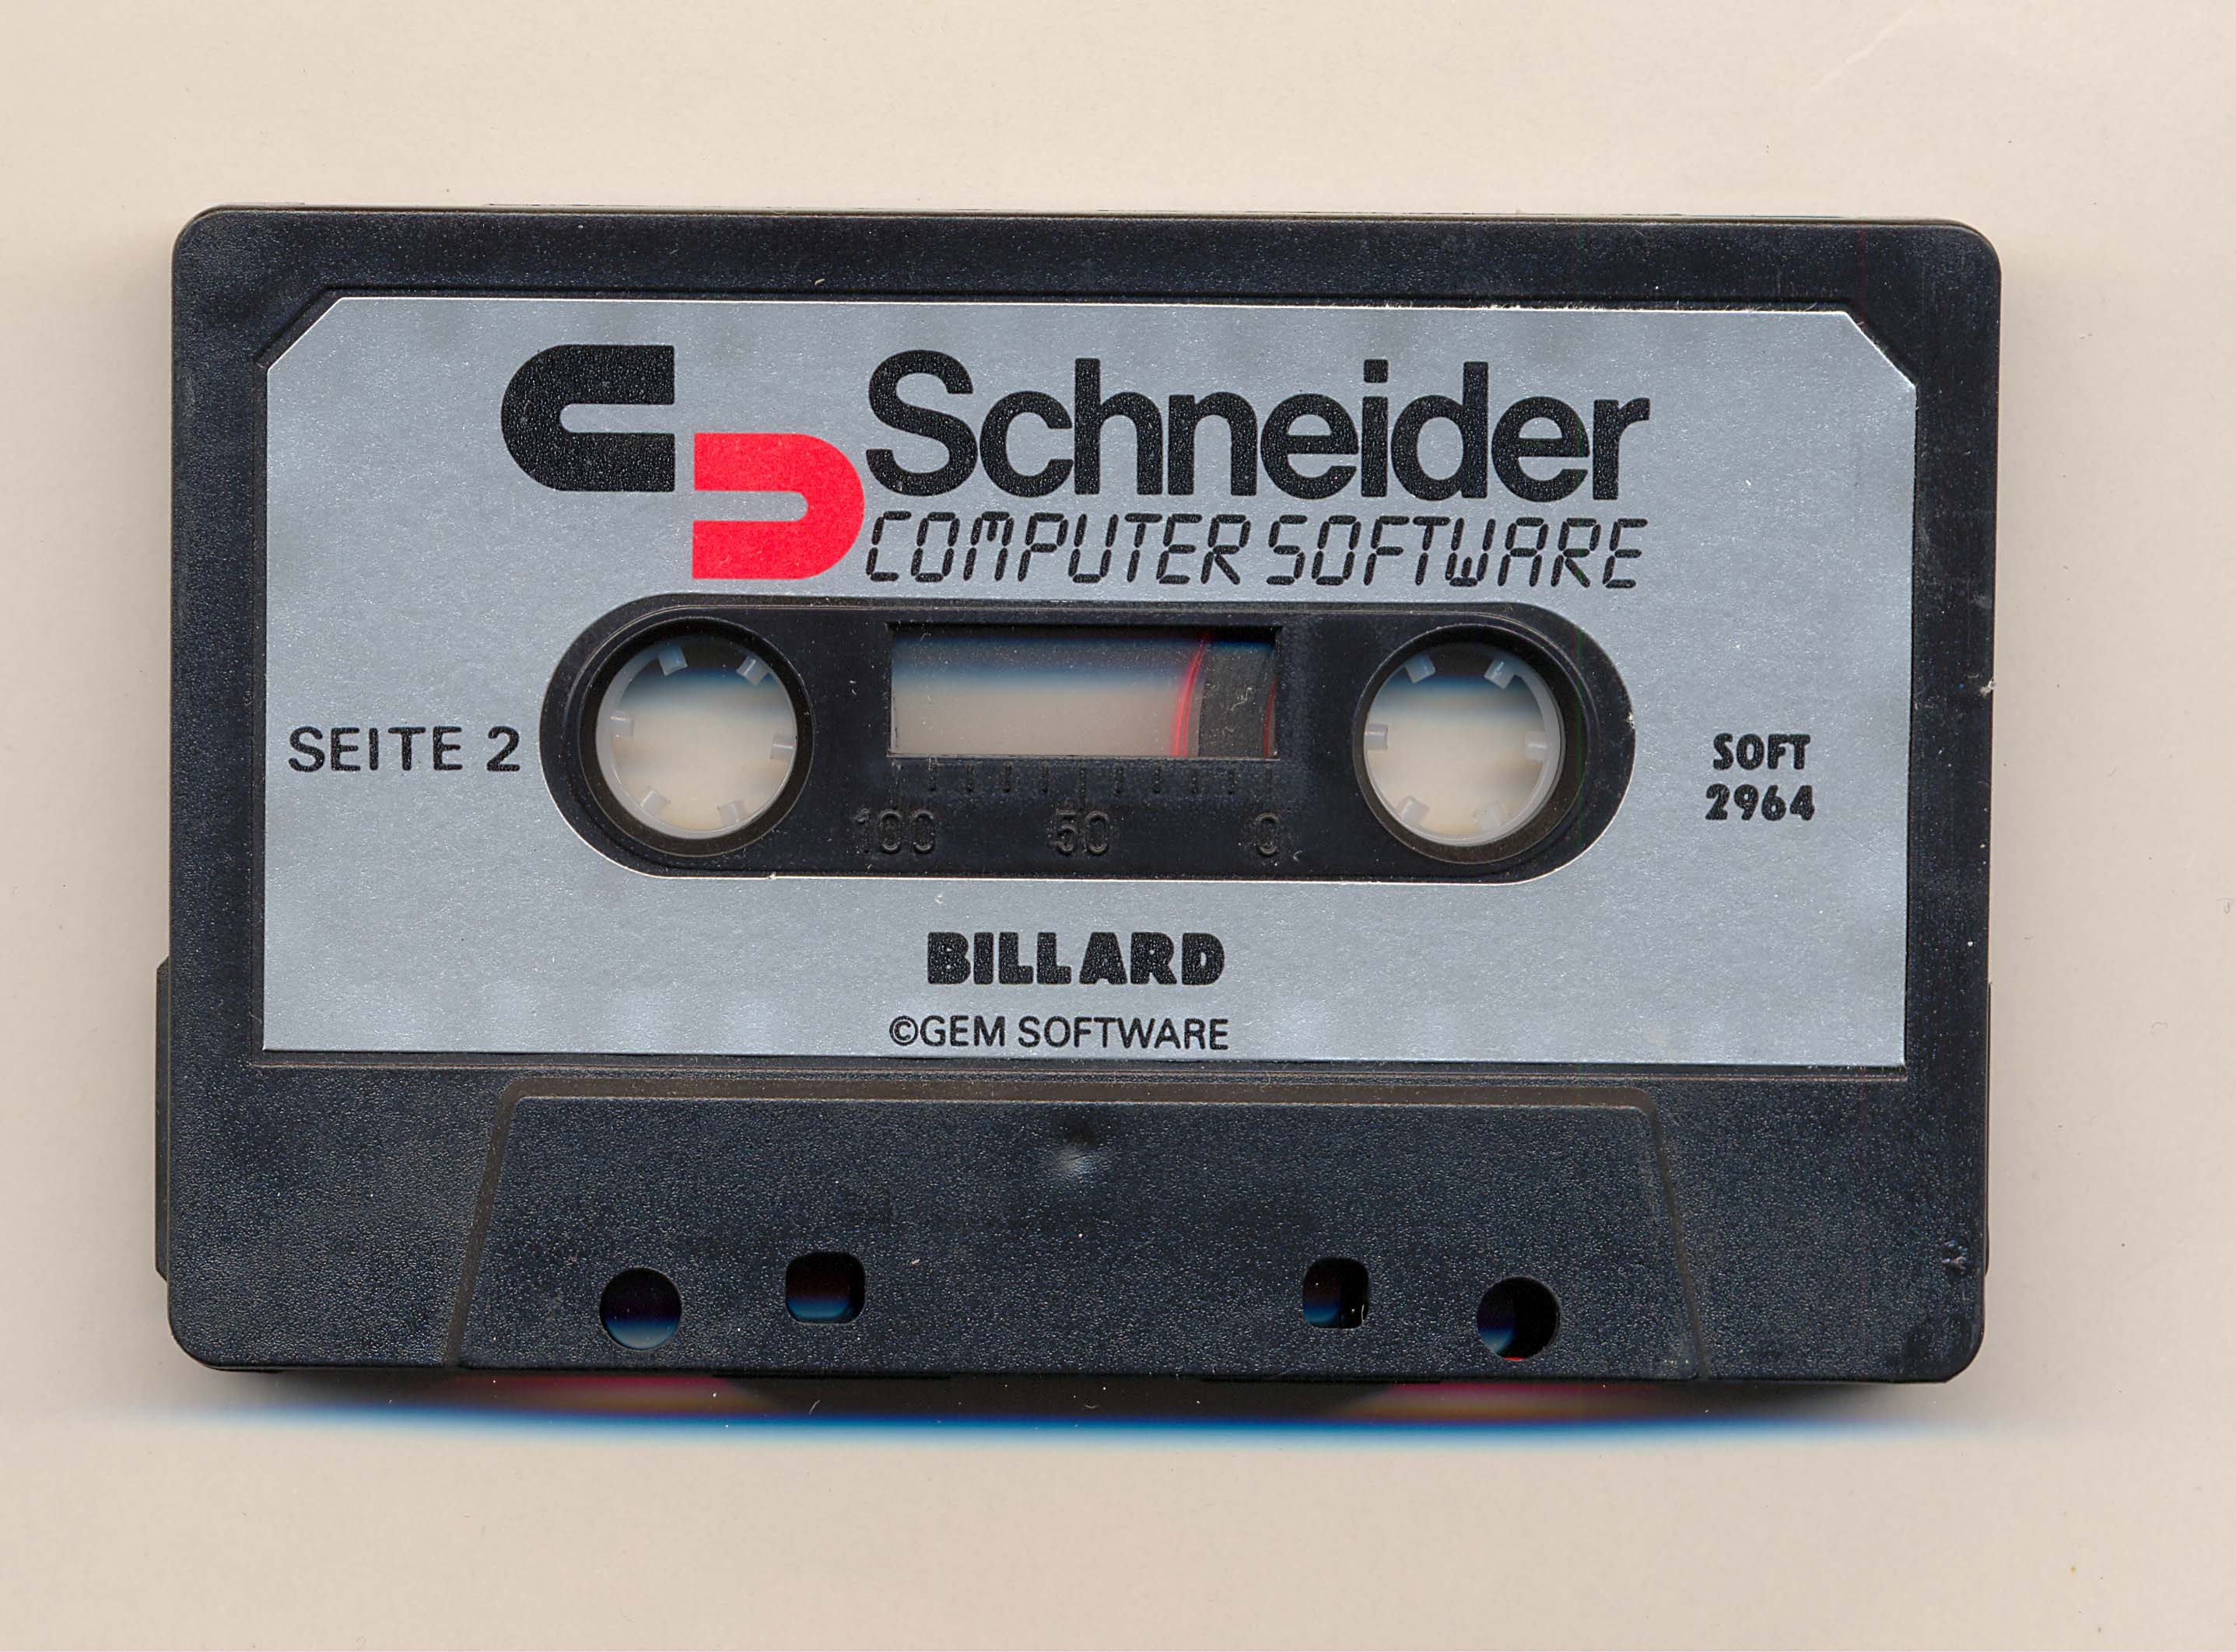 Schneider
COMPUTER SOFTWARE
SEITE 2
SOFT
2964
100 50 0
BILLARD
©GEM SOFTWARE